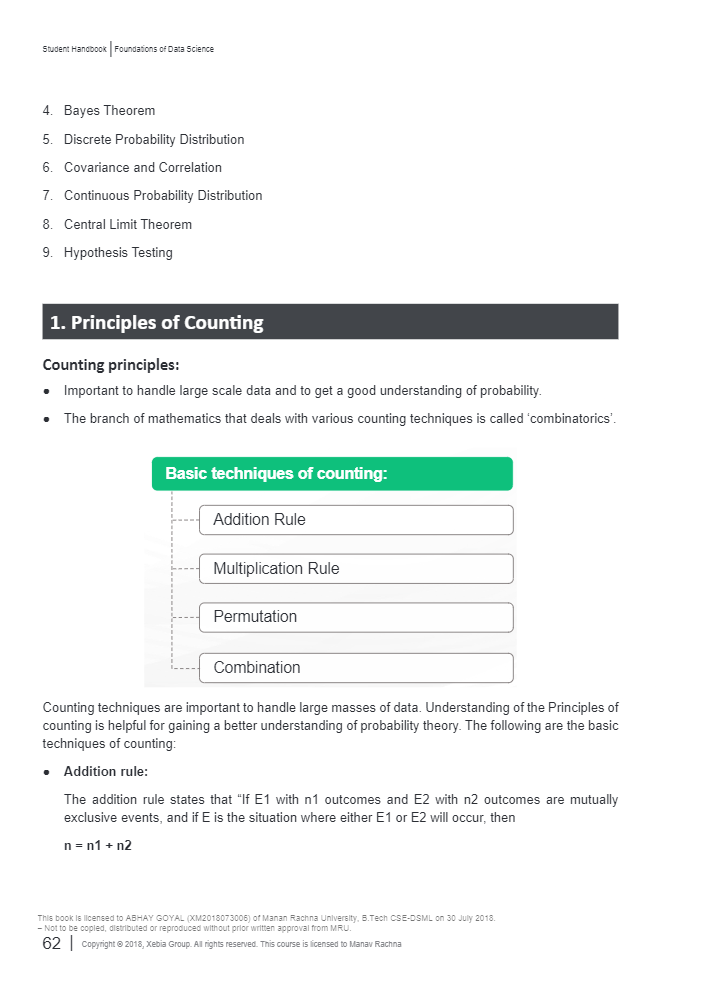 Student Handbook | Foundations of Data Science
4. Bayes Theorem
5. Discrete Probability Distribution
6. Covariance and Correlation
7. Continuous Probability Distribution
8. Central Limit Theorem
9. Hypothesis Testing
1. Principles of Counting
Counting principles:
● Important to handle large scale data and to get a good understanding of probability.
● The branch of mathematics that deals with various counting techniques is called ‘combinatorics’.
Basic techniques of counting:
Addition Rule
Multiplication Rule
Permutation
Combination
Counting techniques are important to handle large masses of data. Understanding of the Principles of
counting is helpful for gaining a better understanding of probability theory. The following are the basic
techniques of counting:
● Addition rule:
The addition rule states that “If E1 with n1 outcomes and E2 with n2 outcomes are mutually
exclusive events, and if E is the situation where either E1 or E2 will occur, then
n = n1 + n2
This book is licensed to ABHAY GOYAL (XM2018073006) of Manan Rachna University, B.Tech CSE-DSML on 30 July 2018.
– Not to be copied, distributed or reproduced without prior written approval from MRU.
62 | Copyright © 2018, Xebia Group. All rights reserved. This course is licensed to Manav Rachna